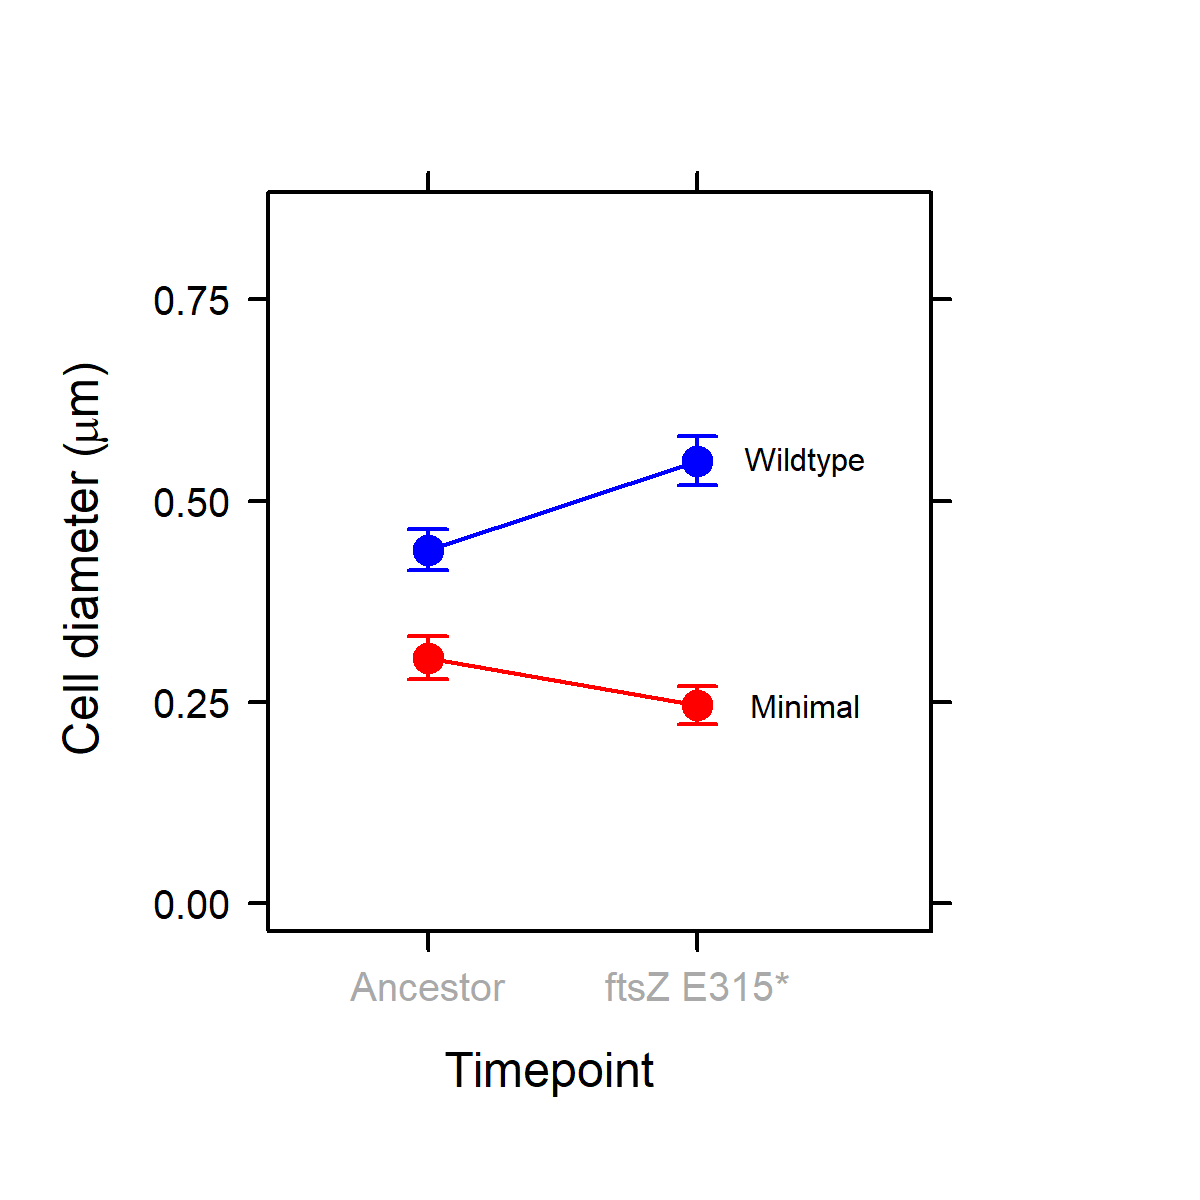 0.75
0.50
0.25
0.00
Cell diameter (μm)
Wildtype
Minimal
Ancestor
ftsZ E315*
Timepoint